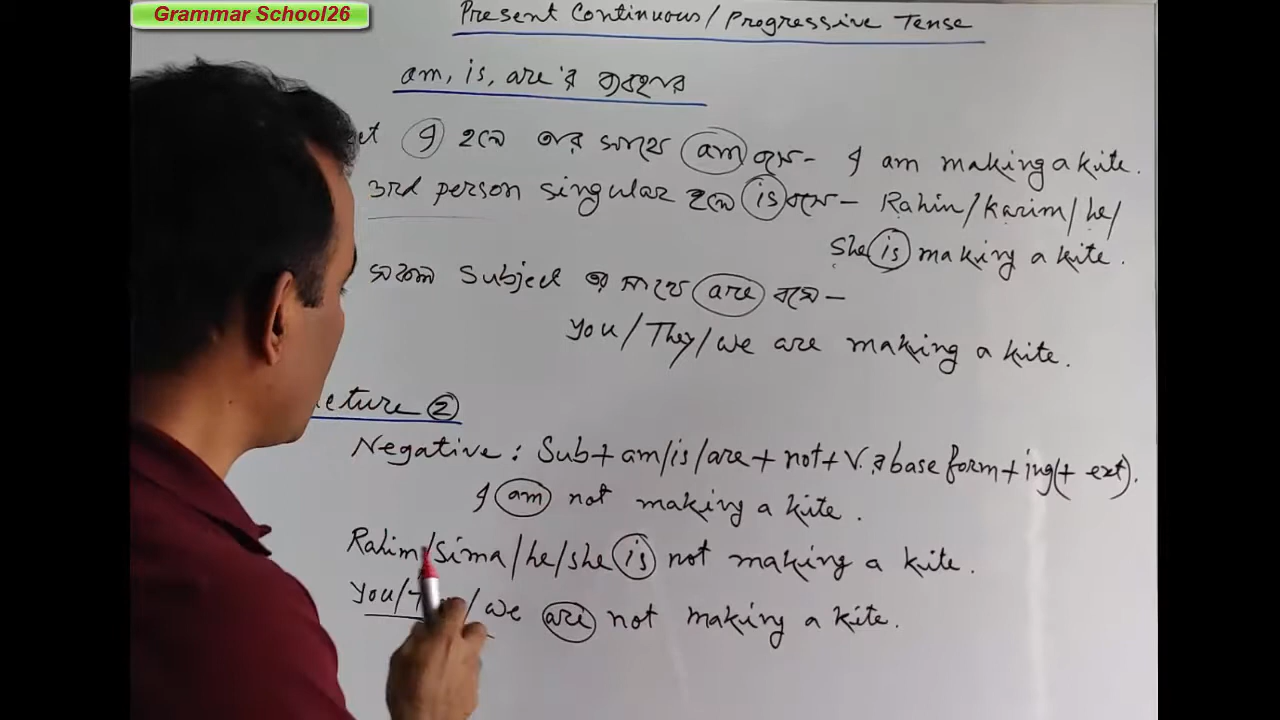 Grammar School26
Present Continuous/Progressive Tense
am, is, are'র ব্যবহার
I হলে তার সাথে am হয়- I am making a kite.
3rd person singular হলে is বসে- Rahim/Karim/he/
She is making a kite.
সকল Subject এর সাথে are বসে-
You/They/we are making a kite.
cture 2
Negative: Sub+am/is/are+not+V.র base form+ing(+ ext).
I am not making a kite.
Rahim/Sima/he/she is not making a kite.
You/ /we are not making a kite.